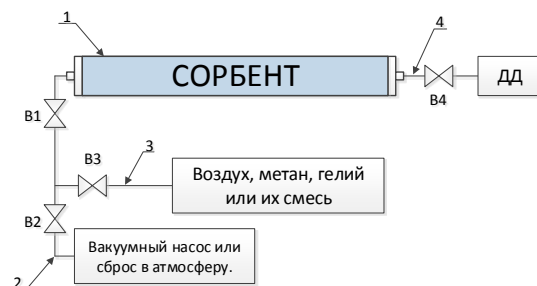 1
4
СОРБЕНТ
ДД
В4
В1
В3
3
Воздух, метан, гелий
или их смесь
В2
Вакуумный насос или
сброс в атмосферу.
2